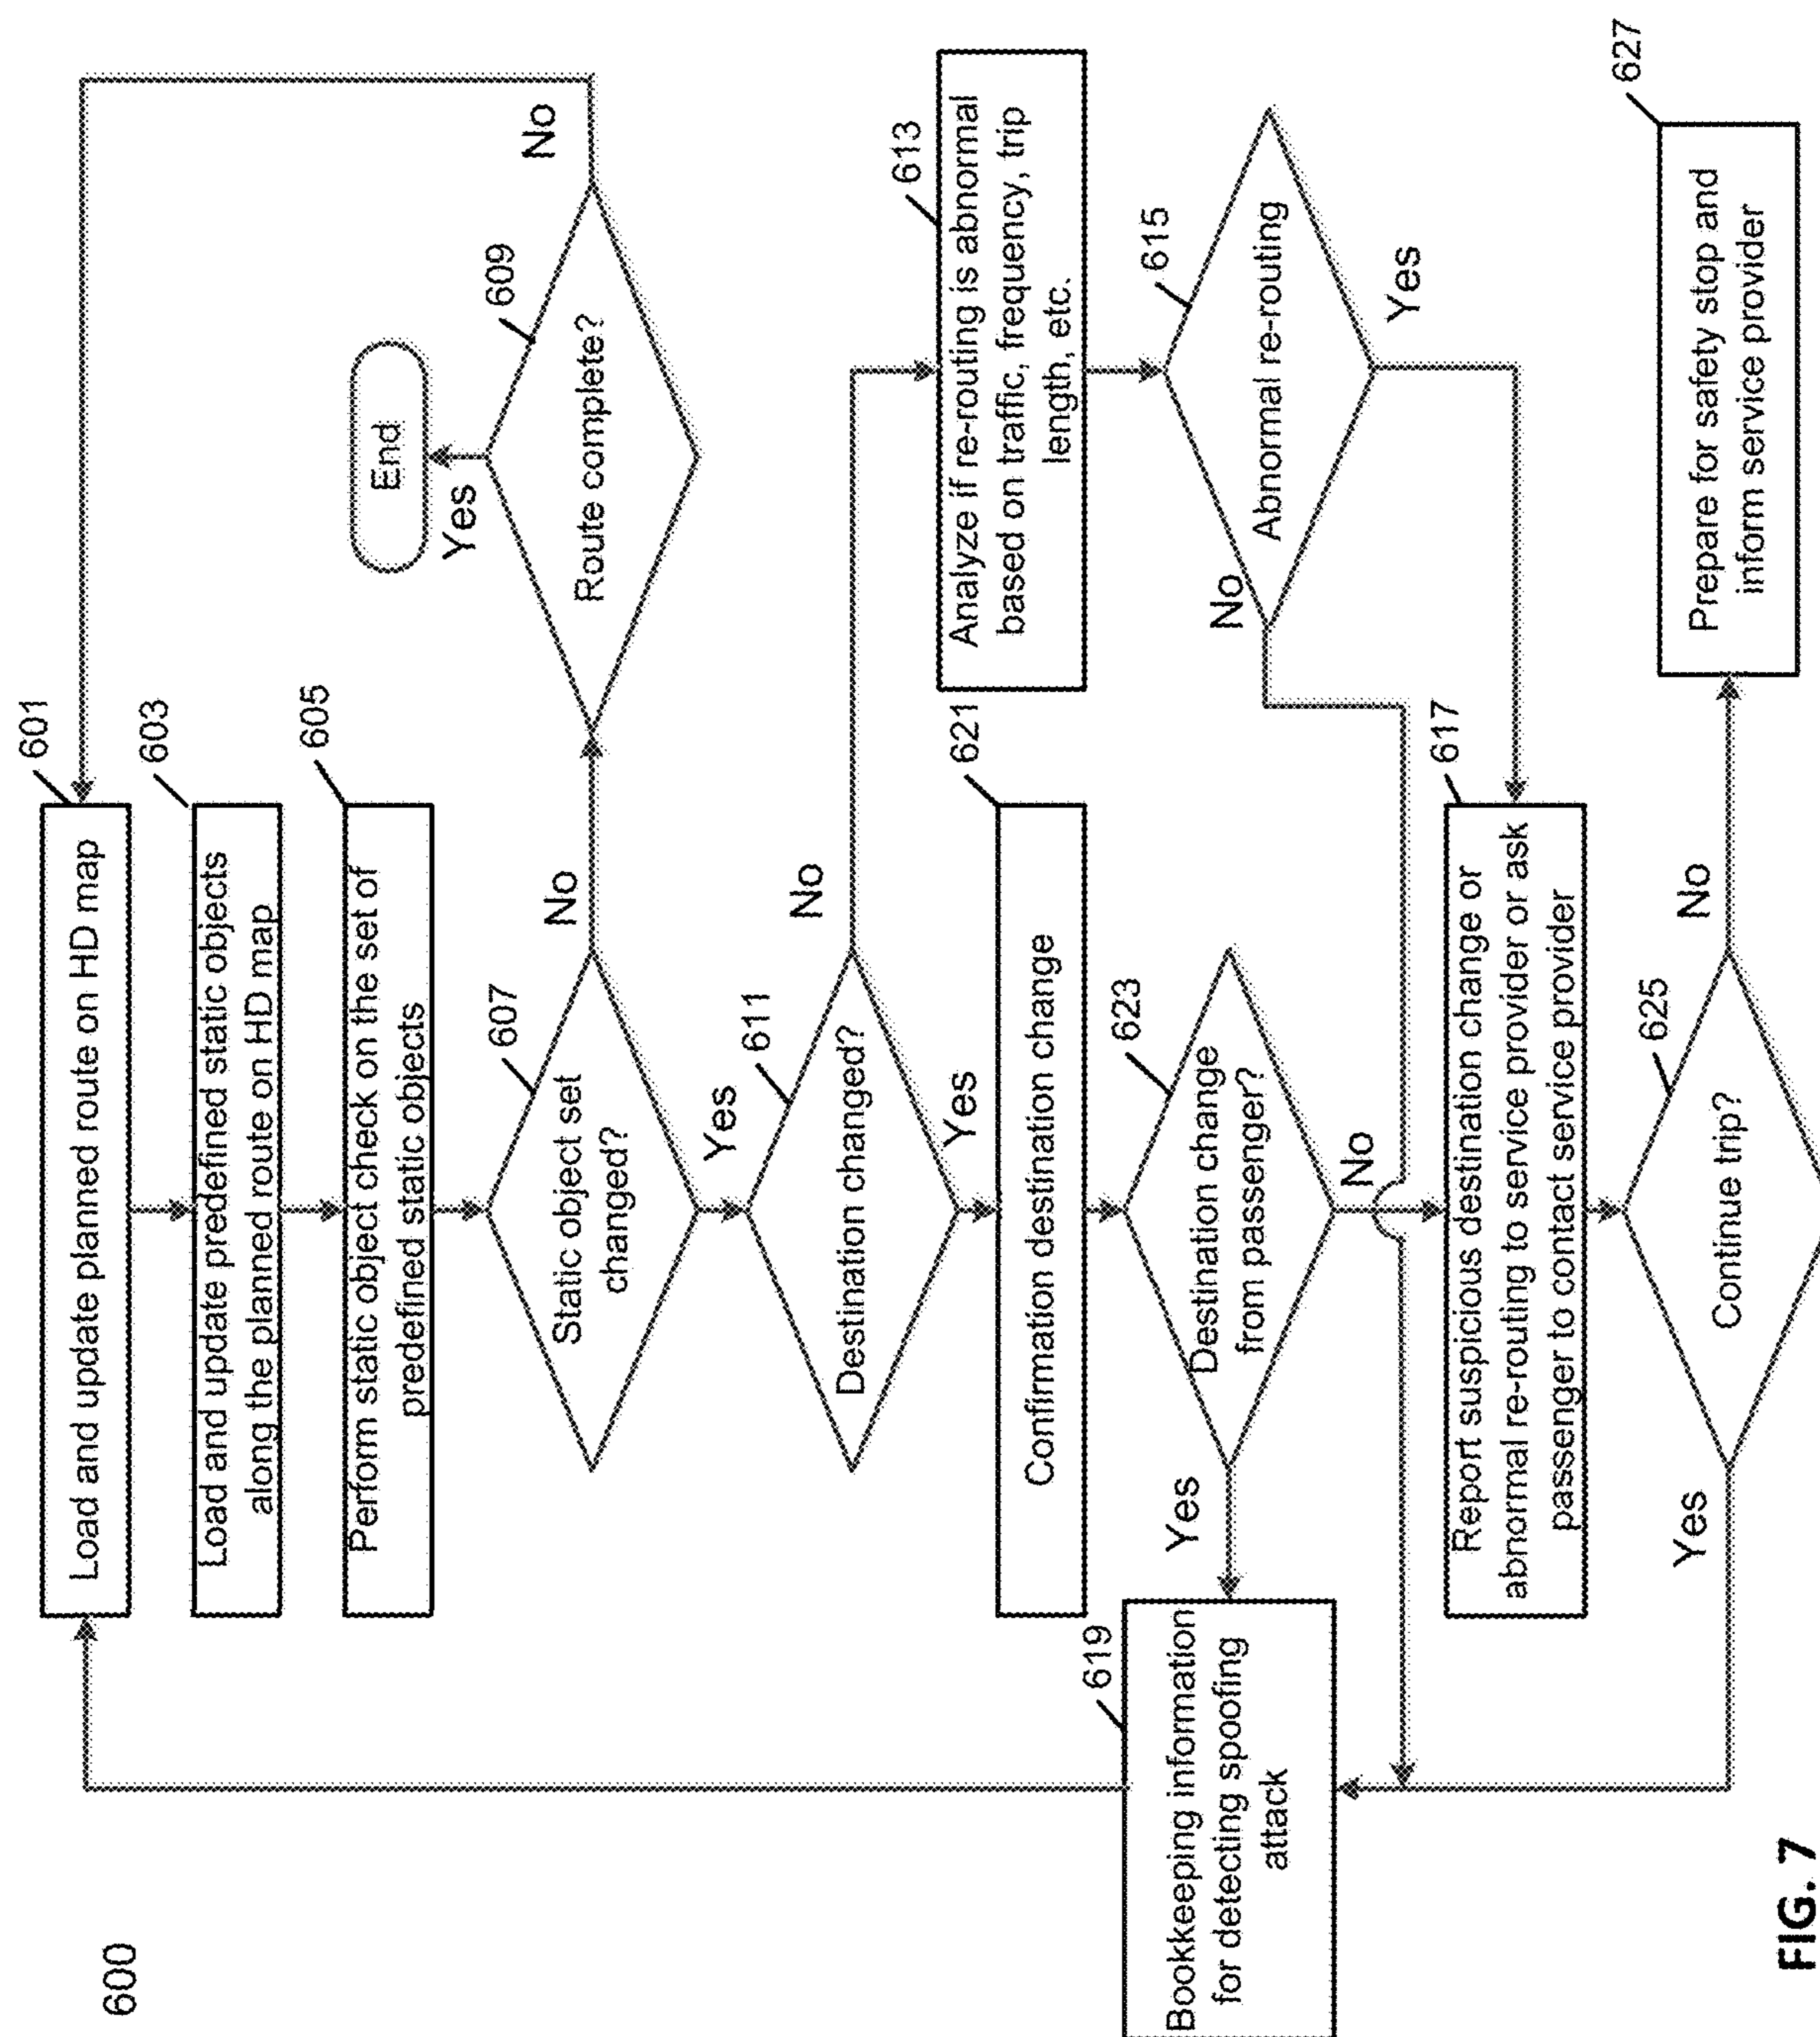 600
601
Load and update planned route on HD map
603
Load and update predefined static objects
along the planned route on HD map
605
Perform static object check on the set of
predefined static objects
607
Static object set
changed?
No
Yes
609
Route complete?
Yes
End
No
611
Destination changed?
No
Yes
613
Analyze if re-routing is abnormal
based on traffic, frequency, trip
length, etc.
615
Abnormal re-routing
No
Yes
621
Confirmation destination change
623
Destination change
from passenger?
Yes
No
619
Bookkeeping information
for detecting spoofing
attack
617
Report suspicious destination change or
abnormal re-routing to service provider or ask
passenger to contact service provider
625
Continue trip?
Yes
No
627
Prepare for safety stop and
inform service provider
FIG. 7